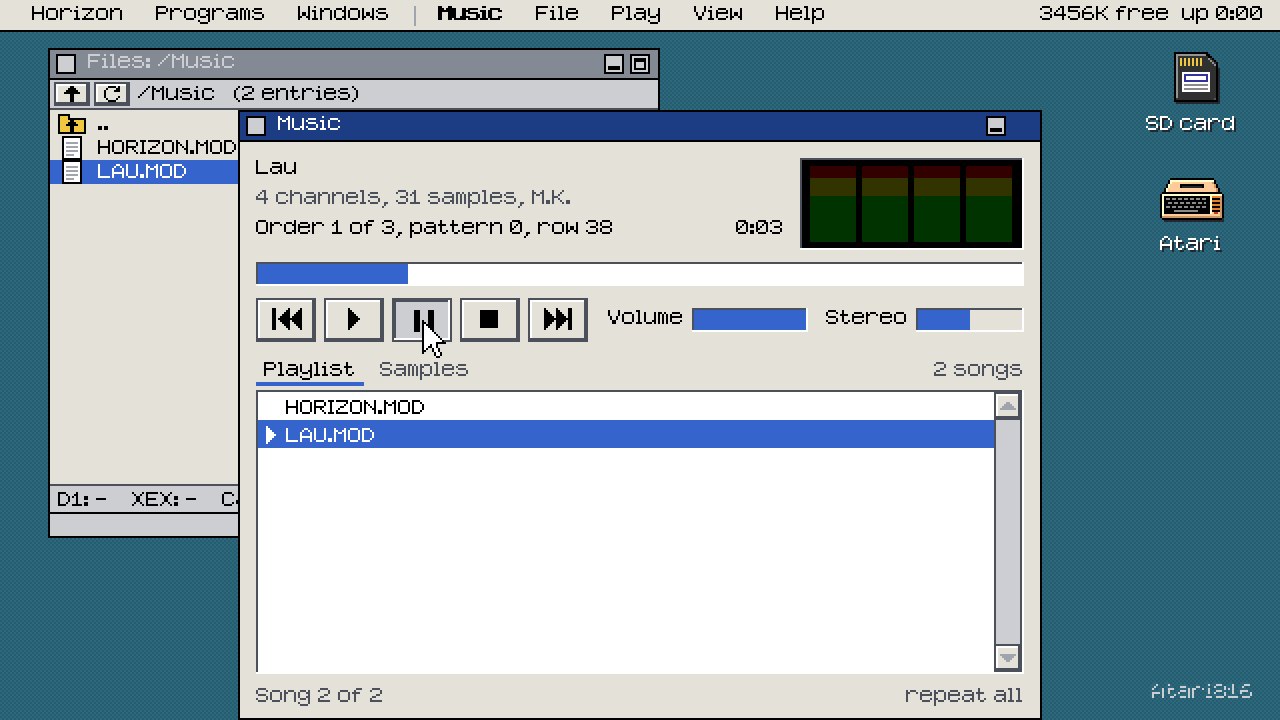 Horizon Programs Windows | Music File Play View Help 3456K free up 0:00
Files: /Music
/Music (2 entries)
..
HORIZON.MOD
LAU.MOD
D1: - XEX: -
Music
Lau
4 channels, 31 samples, M.K.
Order 1 of 3, pattern 0, row 38 0:03
Volume Stereo
Playlist Samples 2 songs
HORIZON.MOD
LAU.MOD
Song 2 of 2 repeat all
SD card
Atari
Atari816